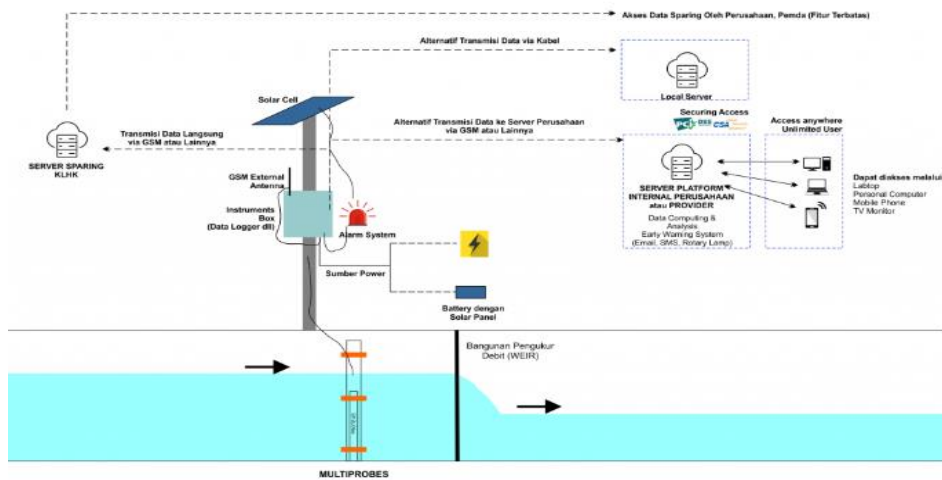 Akses Data Sparing Oleh Perusahaan, Pemda (Fitur Terbatas)
Alternatif Transmisi Data via Kabel
Local Server
Solar Cell
Securing Access
Alternatif Transmisi Data ke Server Perusahaan
via GSM atau Lainnya
Access anywhere
Unlimited User
Transmisi Data Langsung
via GSM atau Lainnya
SERVER SPARING
KLHK
GSM External
Antenna
Instruments
Box
(Data Logger dll)
Alarm System
SERVER PLATFORM
INTERNAL PERUSAHAAN
atau PROVIDER
Data Computing &
Analysis
Early Warning System
(Email, SMS, Rotary Lamp)
Dapat diakses melalui
Labtop
Personal Computer
Mobile Phone
TV Monitor
Sumber Power
Battery dengan
Solar Panel
Bangunan Pengukur
Debit (WEIR)
MULTIPROBES